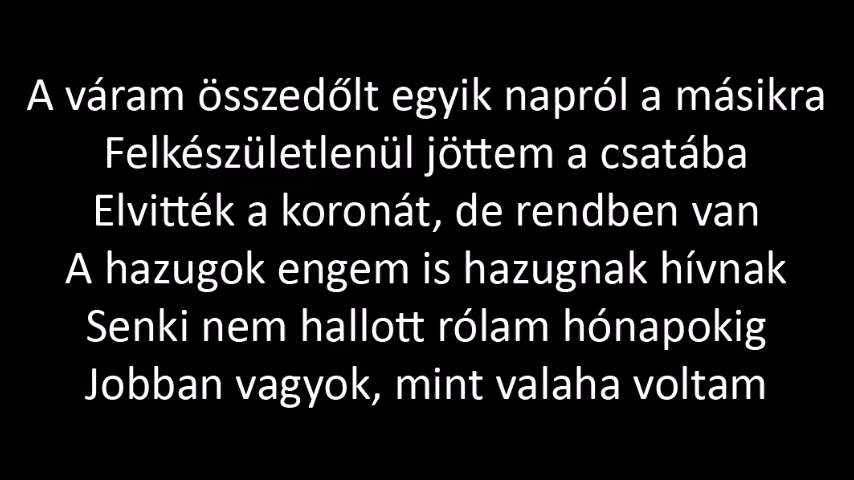 A váram összedőlt egyik napról a másikra
Felkészületlenül jöttem a csatába
Elvitték a koronát, de rendben van
A hazugok engem is hazugnak hívnak
Senki nem hallott rólam hónapokig
Jobban vagyok, mint valaha voltam